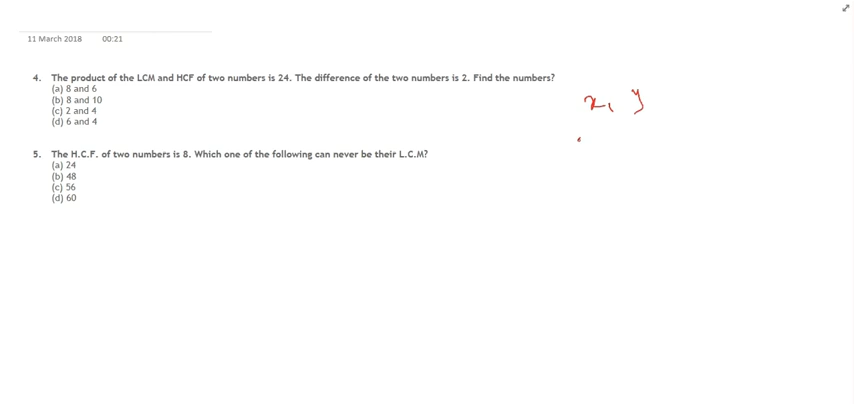 11 March 2018 00:21
4. The product of the LCM and HCF of two numbers is 24. The difference of the two numbers is 2. Find the numbers?
(a) 8 and 6
(b) 8 and 10
(c) 2 and 4
(d) 6 and 4
x, y
5. The H.C.F. of two numbers is 8. Which one of the following can never be their L.C.M?
(a) 24
(b) 48
(c) 56
(d) 60